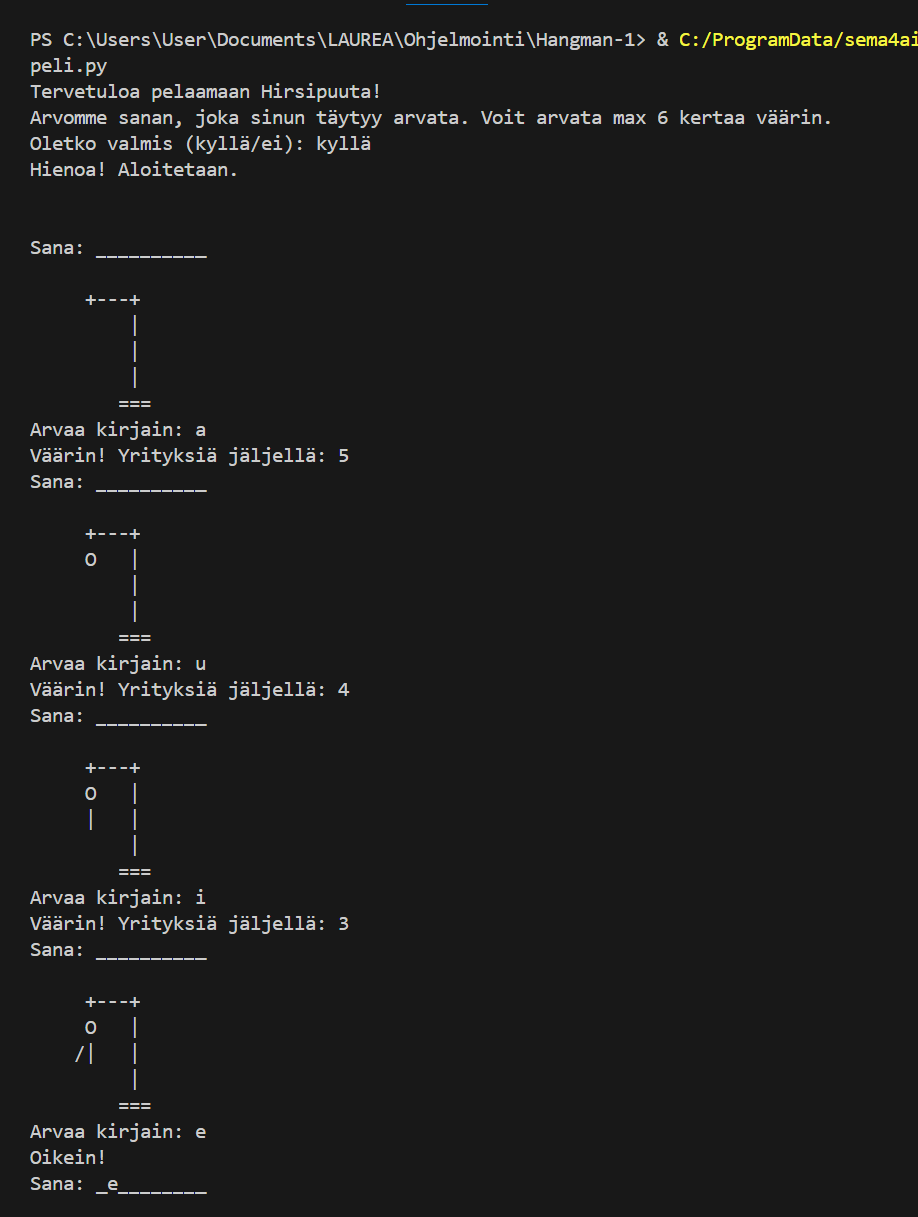 PS C:\Users\User\Documents\LAUREA\Ohjelmointi\Hangman-1> & C:/ProgramData/sema4ai
peli.py
Tervetuloa pelaamaan Hirsipuuta!
Arvomme sanan, joka sinun täytyy arvata. Voit arvata max 6 kertaa väärin.
Oletko valmis (kyllä/ei): kyllä
Hienoa! Aloitetaan.
Sana: __________
     +---+
         |
         |
         |
        ===
Arvaa kirjain: a
Väärin! Yrityksiä jäljellä: 5
Sana: __________
     +---+
     O   |
         |
         |
        ===
Arvaa kirjain: u
Väärin! Yrityksiä jäljellä: 4
Sana: __________
     +---+
     O   |
     |   |
         |
        ===
Arvaa kirjain: i
Väärin! Yrityksiä jäljellä: 3
Sana: __________
     +---+
     O   |
    /|   |
         |
        ===
Arvaa kirjain: e
Oikein!
Sana: _e________